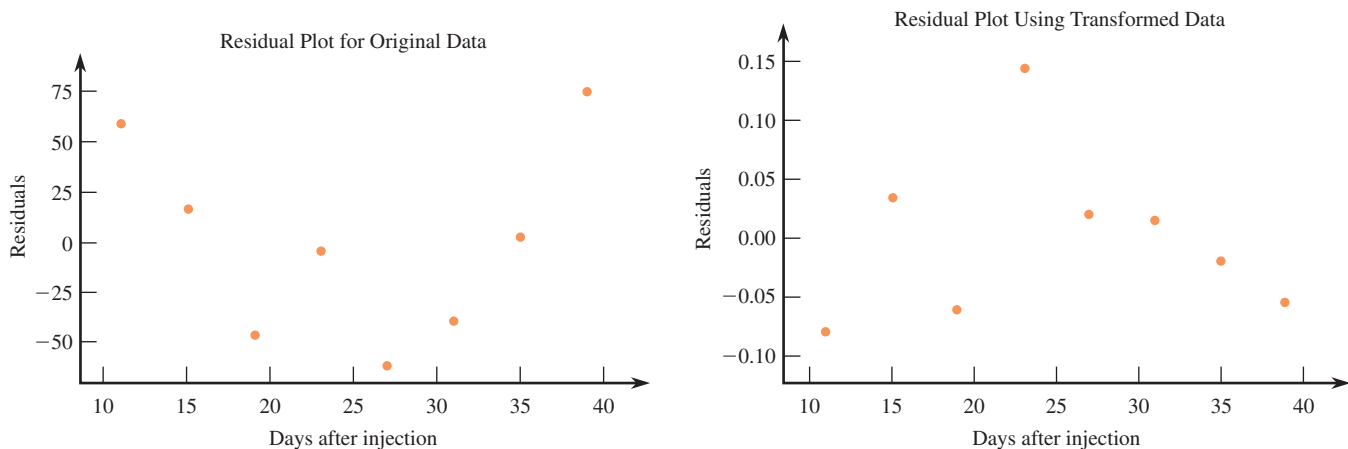 Residual Plot for Original Data
Residuals
75
50
25
0
−25
−50
10 15 20 25 30 35 40
Days after injection
Residual Plot Using Transformed Data
Residuals
0.15
0.10
0.05
0.00
−0.05
−0.10
10 15 20 25 30 35 40
Days after injection